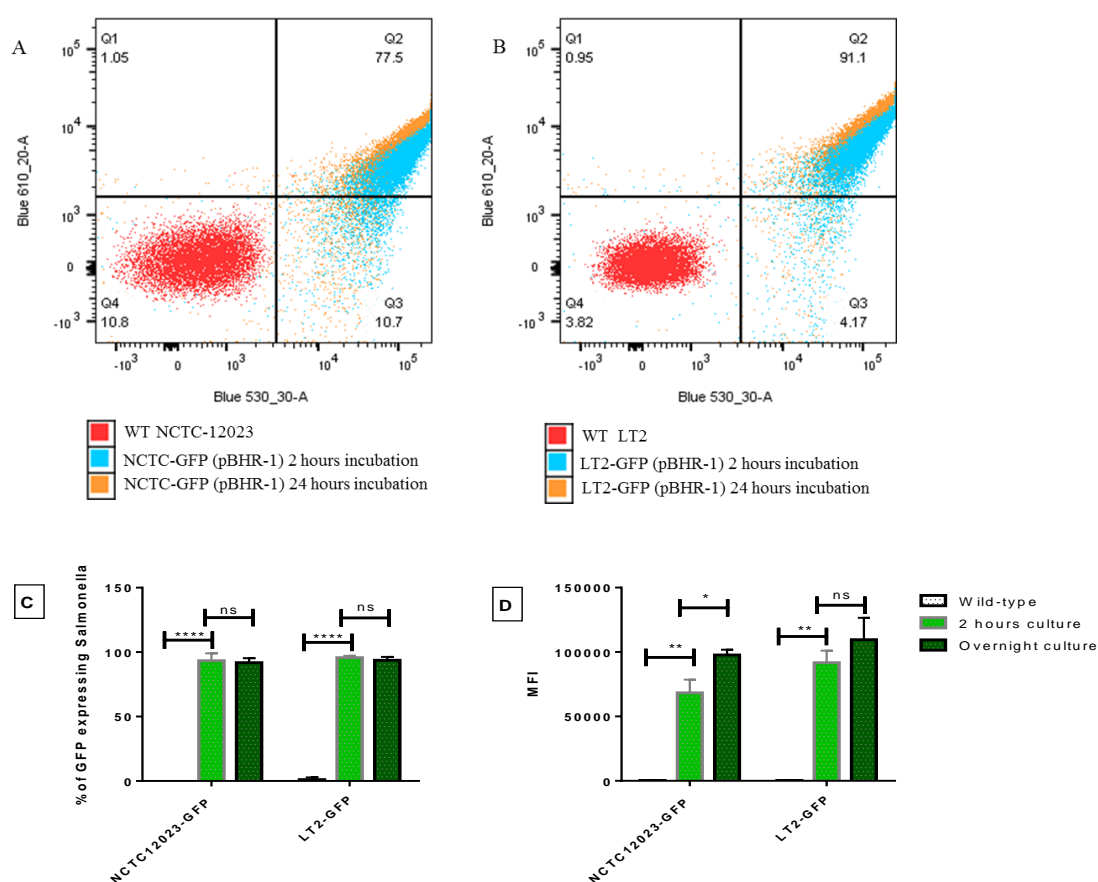 A
Q1
1.05
Q2
77.5
Q4
10.8
Q3
10.7
10^5
10^4
10^3
0
-10^3
Blue 610_20-A
-10^3
0
10^3
10^4
10^5
Blue 530_30-A
WT NCTC-12023
NCTC-GFP (pBHR-1) 2 hours incubation
NCTC-GFP (pBHR-1) 24 hours incubation
B
Q1
0.95
Q2
91.1
Q4
3.82
Q3
4.17
10^5
10^4
10^3
0
-10^3
Blue 610_20-A
-10^3
0
10^3
10^4
10^5
Blue 530_30-A
WT LT2
LT2-GFP (pBHR-1) 2 hours incubation
LT2-GFP (pBHR-1) 24 hours incubation
C
% of GFP expressing Salmonella
150
100
50
0
****
ns
****
ns
NCTC12023-GFP
LT2-GFP
D
MFI
150000
100000
50000
0
**
*
**
ns
NCTC12023-GFP
LT2-GFP
Wild-type
2 hours culture
Overnight culture